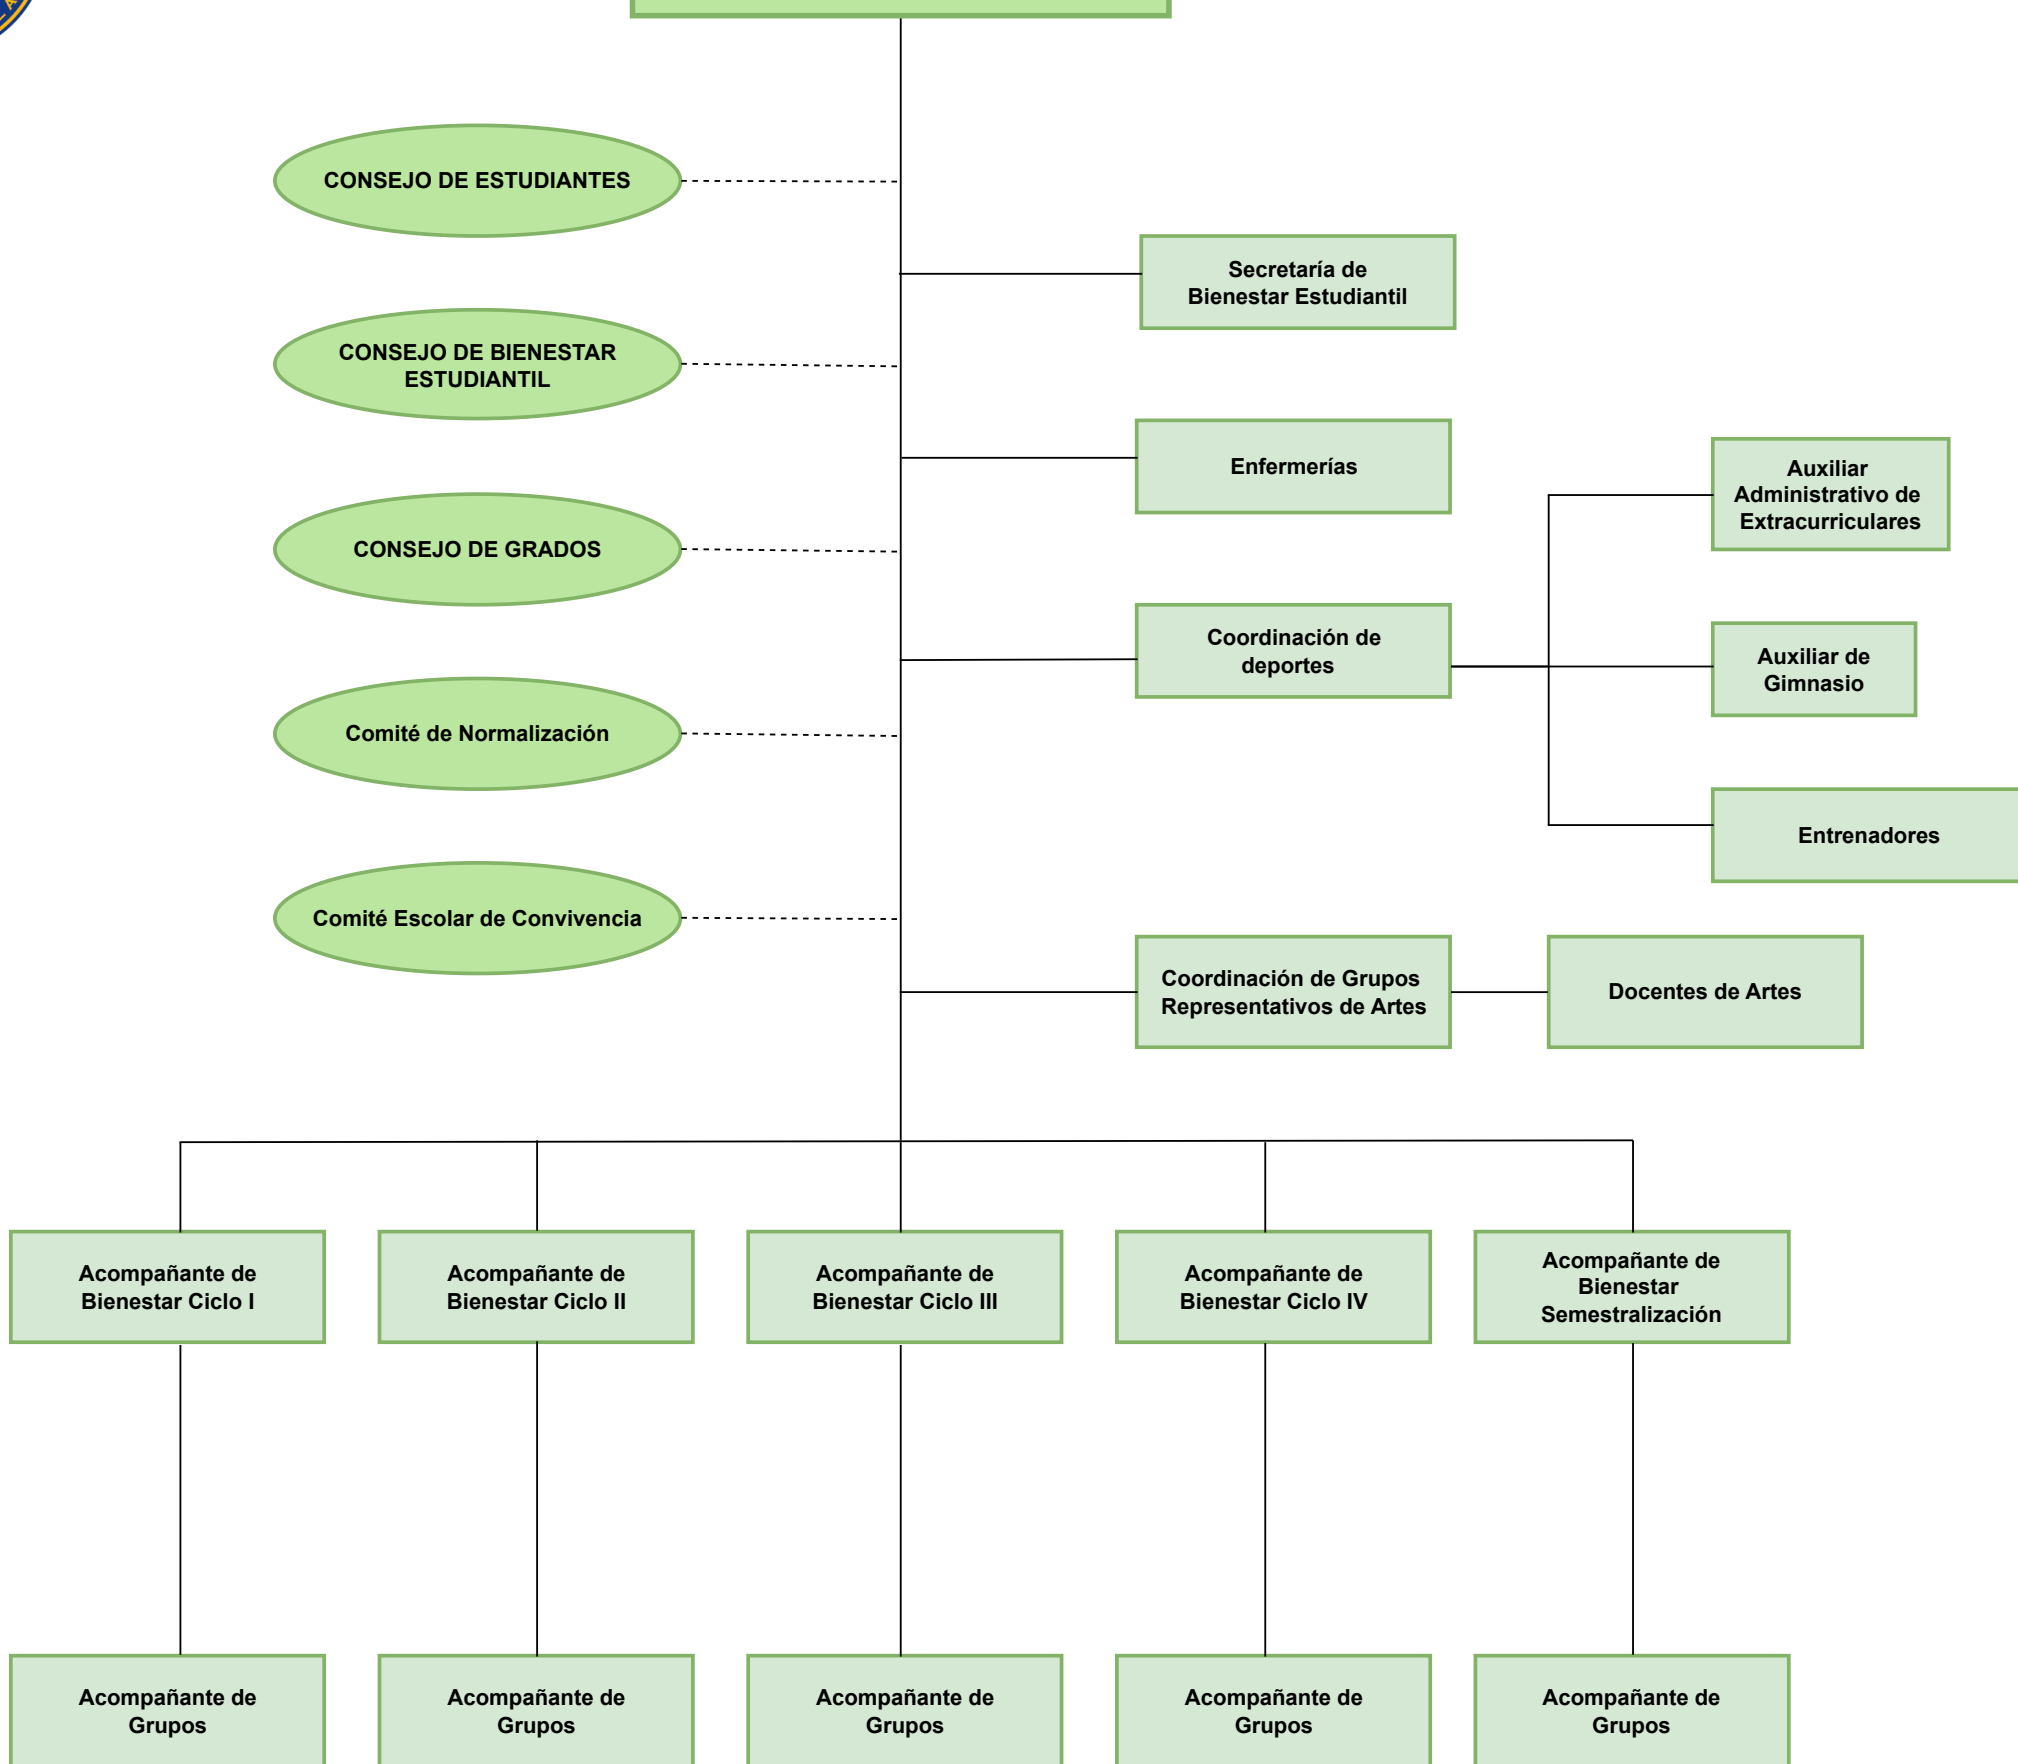 CONSEJO DE ESTUDIANTES
Secretaría de
Bienestar Estudiantil
CONSEJO DE BIENESTAR
ESTUDIANTIL
Enfermerías
Auxiliar
Administrativo de
Extracurriculares
CONSEJO DE GRADOS
Coordinación de
deportes
Auxiliar de
Gimnasio
Comité de Normalización
Entrenadores
Comité Escolar de Convivencia
Coordinación de Grupos
Representativos de Artes
Docentes de Artes
Acompañante de
Bienestar Ciclo I
Acompañante de
Bienestar Ciclo II
Acompañante de
Bienestar Ciclo III
Acompañante de
Bienestar Ciclo IV
Acompañante de
Bienestar
Semestralización
Acompañante de
Grupos
Acompañante de
Grupos
Acompañante de
Grupos
Acompañante de
Grupos
Acompañante de
Grupos